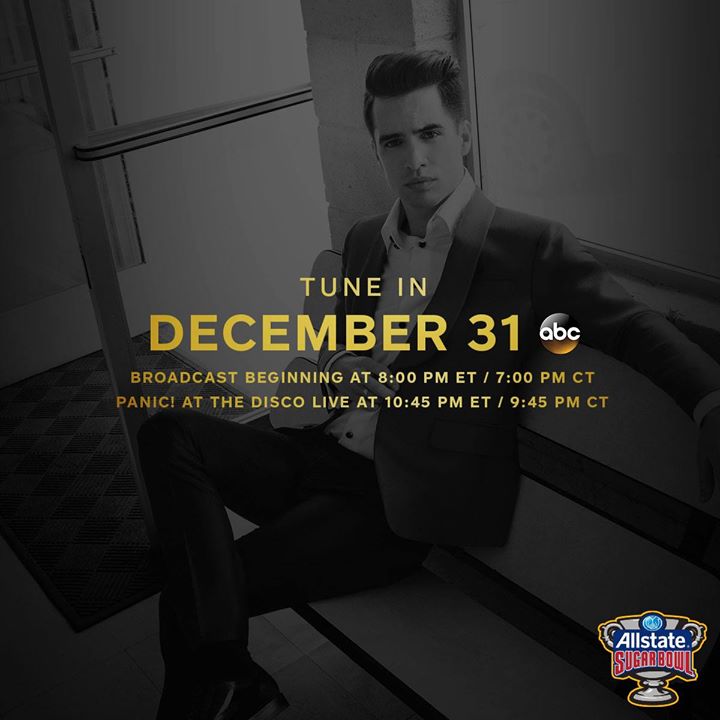 TUNE IN
DECEMBER 31 abc
BROADCAST BEGINNING AT 8:00 PM ET / 7:00 PM CT
PANIC! AT THE DISCO LIVE AT 10:45 PM ET / 9:45 PM CT
Allstate
SUGAR BOWL